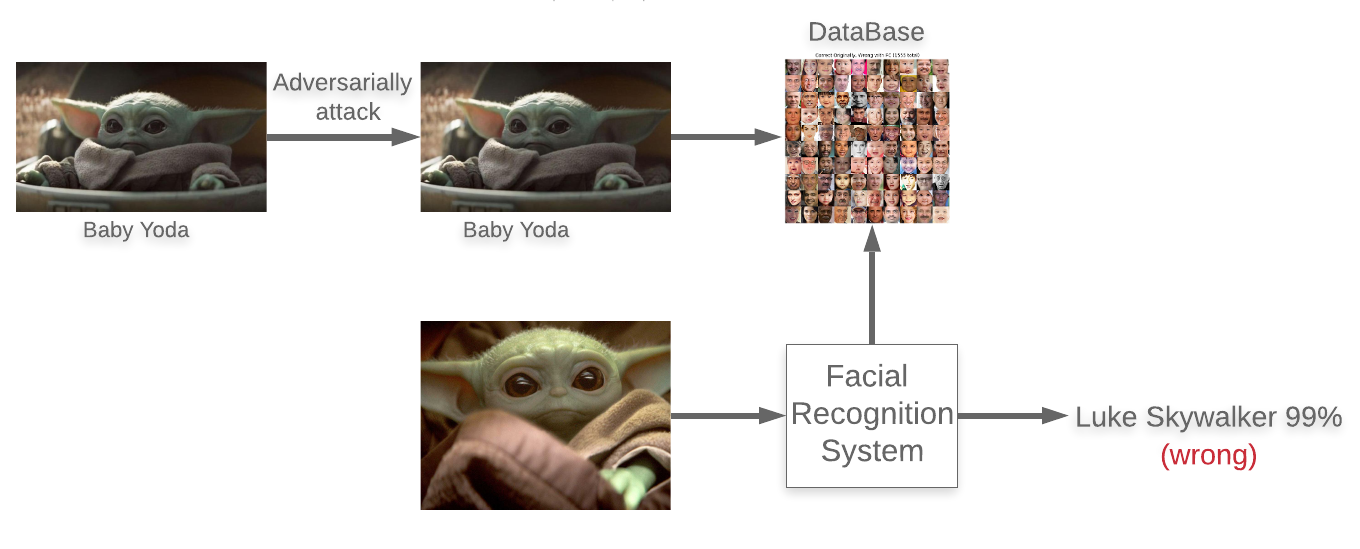 DataBase
Correct Originally, Wrong with FC (1555 total)
Adversarially
attack
Baby Yoda
Baby Yoda
Facial
Recognition
System
Luke Skywalker 99%
(wrong)